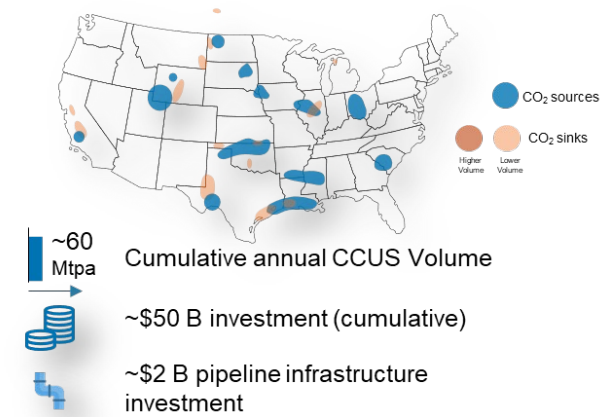 CO₂ sources
CO₂ sinks
Higher
Volume
Lower
Volume
~60
Mtpa
Cumulative annual CCUS Volume
~$50 B investment (cumulative)
~$2 B pipeline infrastructure
investment